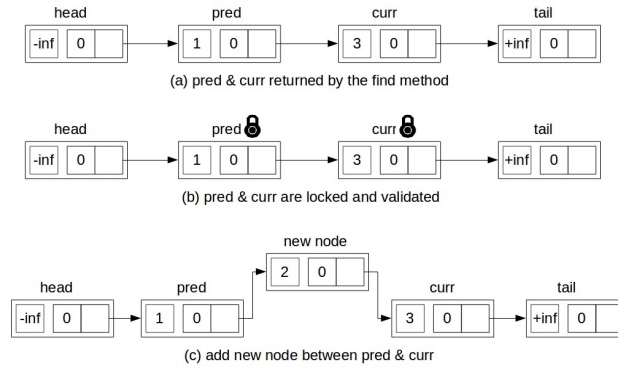 head pred curr tail
-inf 0 1 0 3 0 +inf 0
(a) pred & curr returned by the find method
head pred curr tail
-inf 0 1 0 3 0 +inf 0
(b) pred & curr are locked and validated
new node
2 0
head pred curr tail
-inf 0 1 0 3 0 +inf 0
(c) add new node between pred & curr